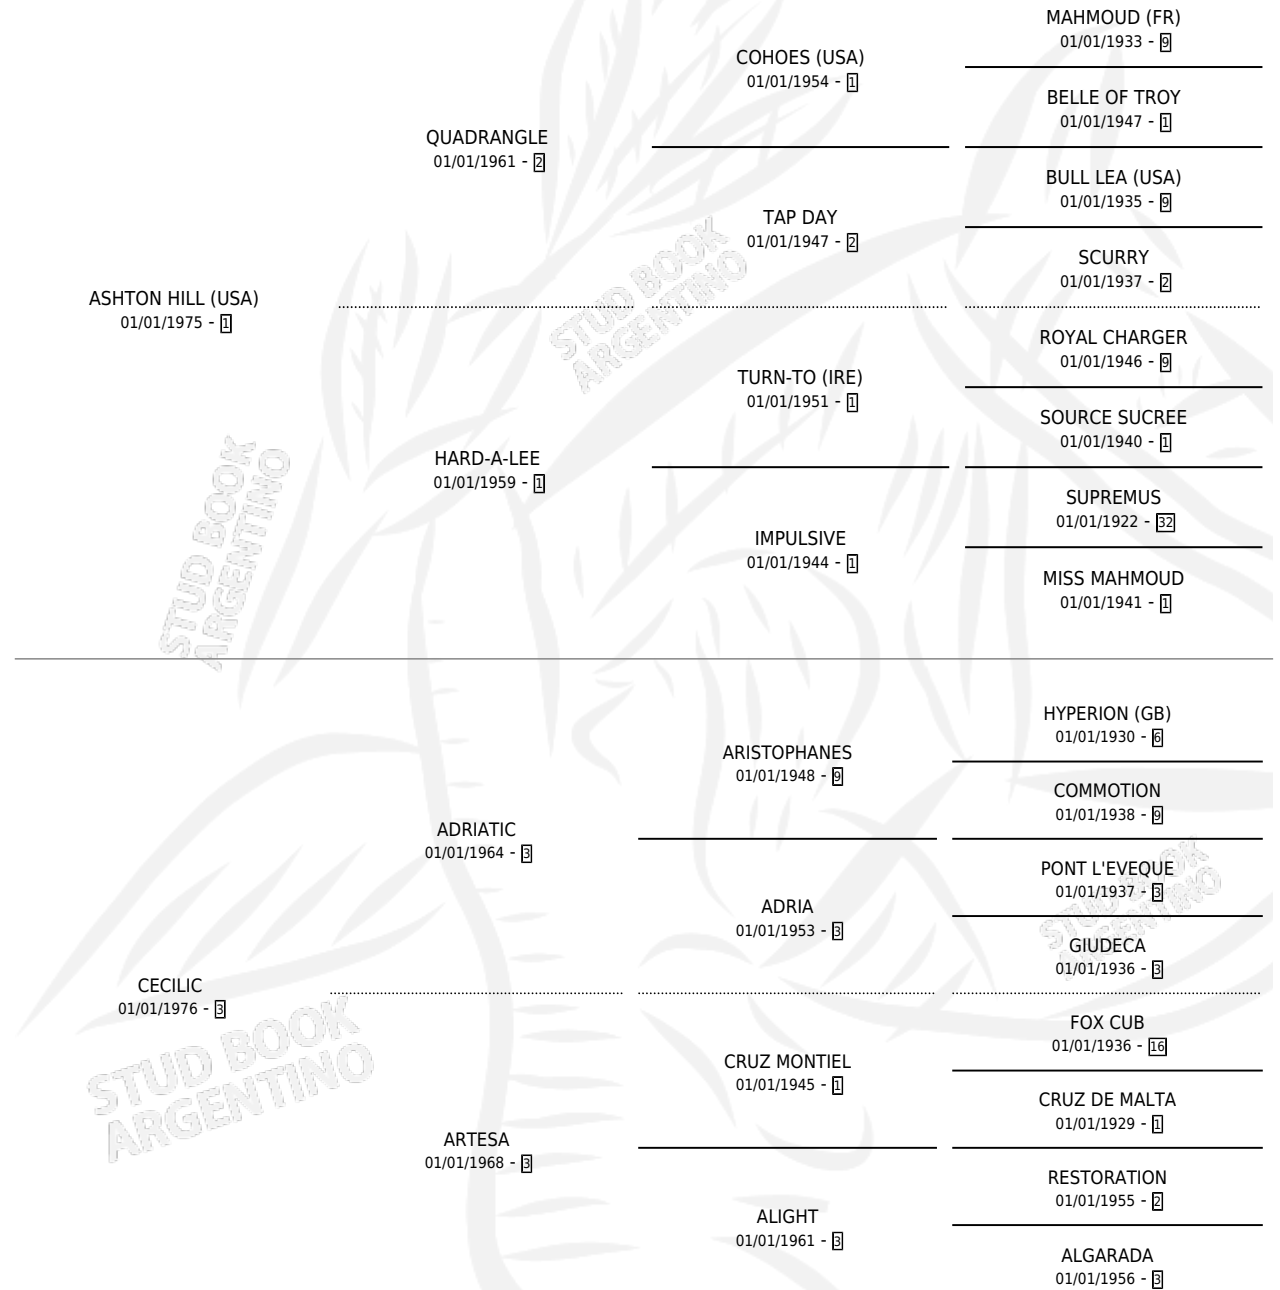 MAHMOUD (FR)
01/01/1933 - 9
COHOES (USA)
01/01/1954 - 1
BELLE OF TROY
01/01/1947 - 1
QUADRANGLE
01/01/1961 - 2
BULL LEA (USA)
01/01/1935 - 9
TAP DAY
01/01/1947 - 2
SCURRY
01/01/1937 - 2
STUD BOOK
ARGENTINO
ASHTON HILL (USA)
01/01/1975 - 1
ROYAL CHARGER
01/01/1946 - 9
TURN-TO (IRE)
01/01/1951 - 1
SOURCE SUCREE
01/01/1940 - 1
HARD-A-LEE
01/01/1959 - 1
SUPREMUS
01/01/1922 - 32
IMPULSIVE
01/01/1944 - 1
MISS MAHMOUD
01/01/1941 - 1
STUD BOOK
ARGENTINO
HYPERION (GB)
01/01/1930 - 6
ARISTOPHANES
01/01/1948 - 9
COMMOTION
01/01/1938 - 9
ADRIATIC
01/01/1964 - 3
PONT L'EVEQUE
01/01/1937 - 3
ADRIA
01/01/1953 - 3
GIUDECA
01/01/1936 - 3
STUD BOOK
ARGENTINO
CECILIC
01/01/1976 - 3
FOX CUB
01/01/1936 - 16
CRUZ MONTIEL
01/01/1945 - 1
CRUZ DE MALTA
01/01/1929 - 1
STUD BOOK
ARGENTINO
ARTESA
01/01/1968 - 3
RESTORATION
01/01/1955 - 2
ALIGHT
01/01/1961 - 3
ALGARADA
01/01/1956 - 3